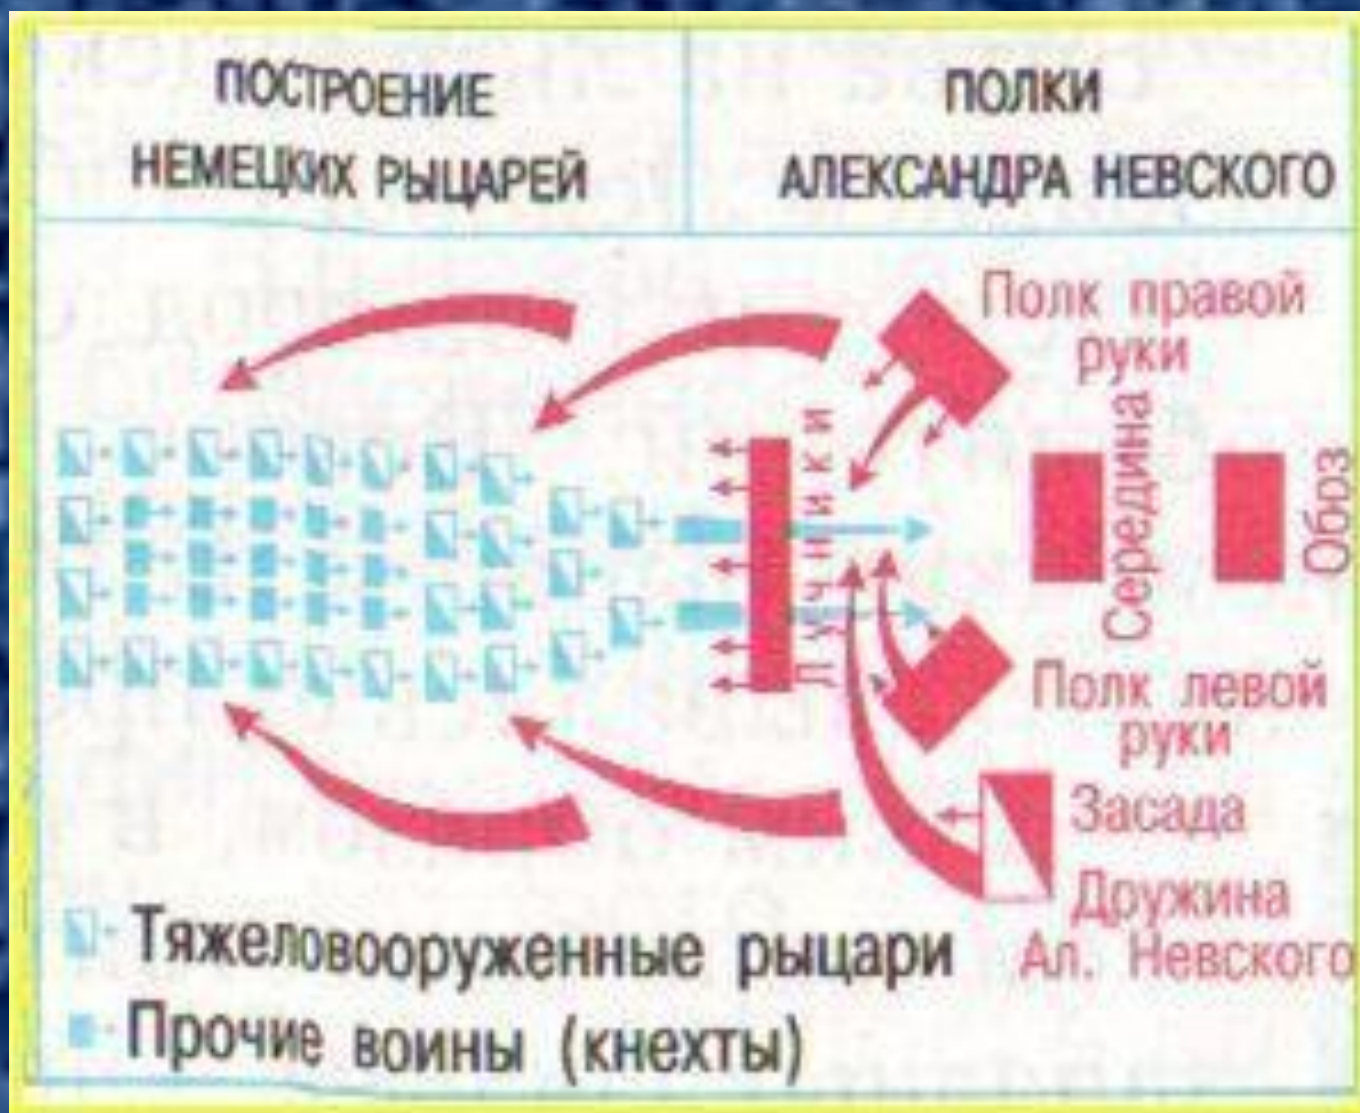 ПОСТРОЕНИЕ
НЕМЕЦКИХ РЫЦАРЕЙ
ПОЛКИ
АЛЕКСАНДРА НЕВСКОГО
Полк правой
руки
Лучники
Середина
Обрз
Полк левой
руки
Засада
Дружина
Ал. Невского
Тяжеловооруженные рыцари
Прочие воины (кнехты)